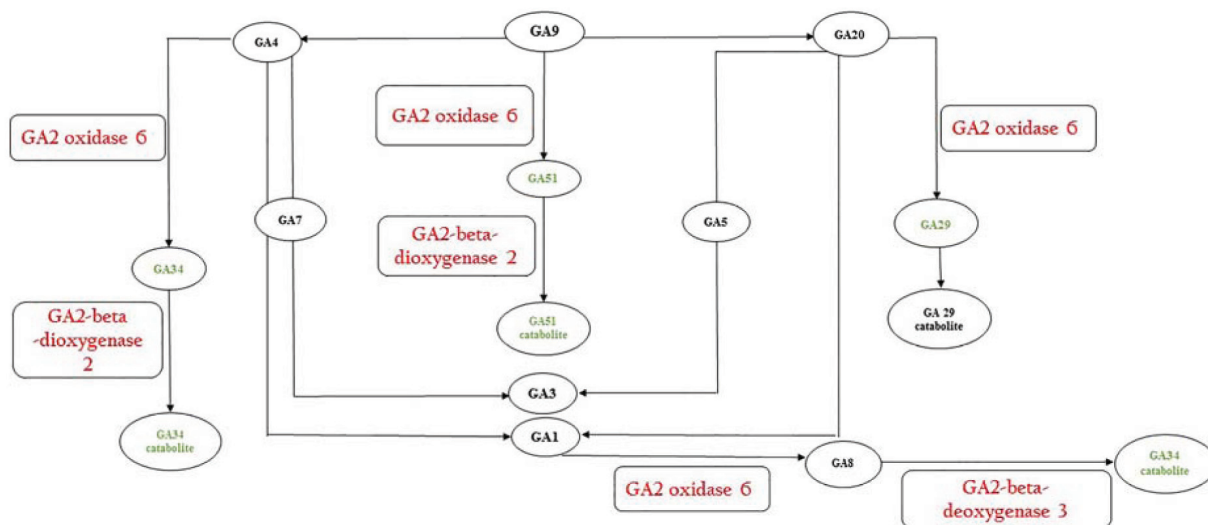 GA4
GA9
GA20
GA2 oxidase 6
GA2 oxidase 6
GA2 oxidase 6
GA51
GA7
GA5
GA29
GA2-beta-
dioxygenase 2
GA34
GA2-beta
-dioxygenase
2
GA 29
catabolite
GA51
catabolite
GA3
GA34
catabolite
GA1
GA8
GA34
catabolite
GA2 oxidase 6
GA2-beta-
deoxygenase 3